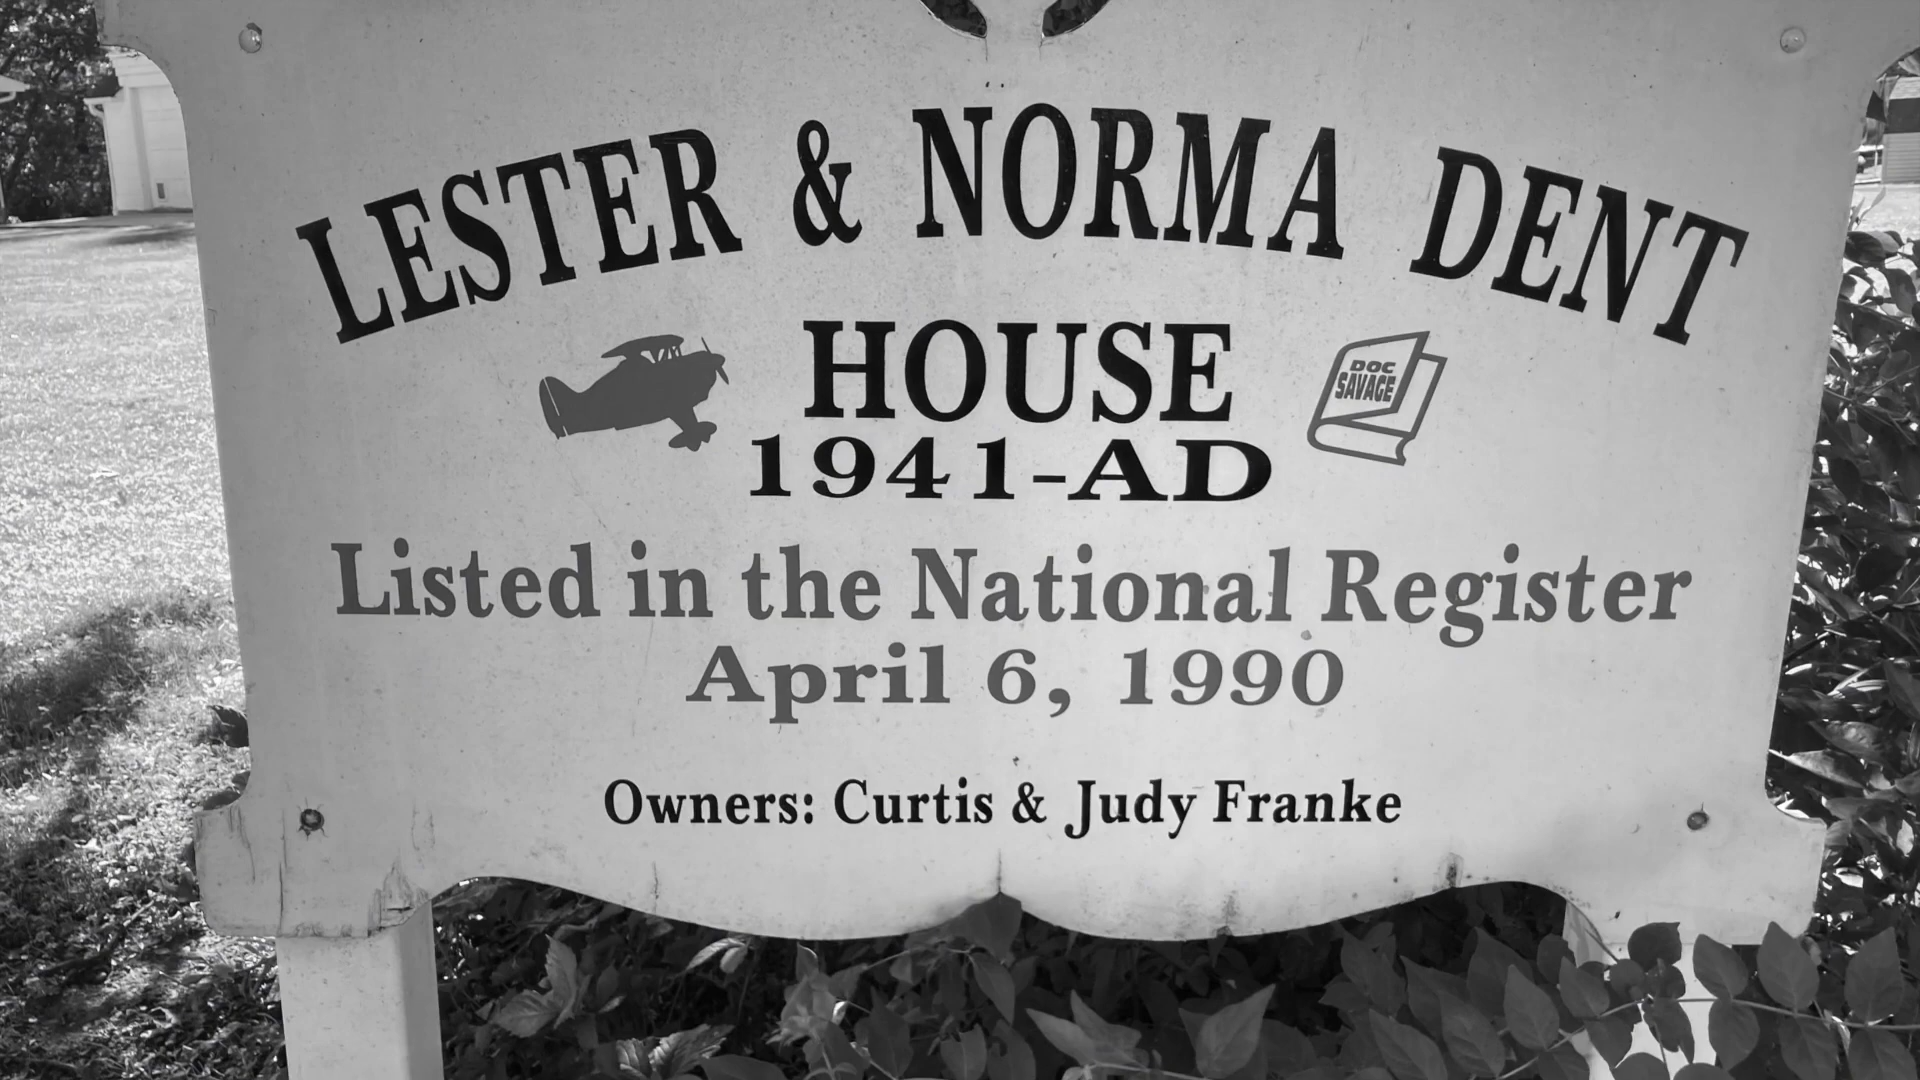 LESTER & NORMA DENT
HOUSE
DOC
SAVAGE
1941-AD
Listed in the National Register
April 6, 1990
Owners: Curtis & Judy Franke